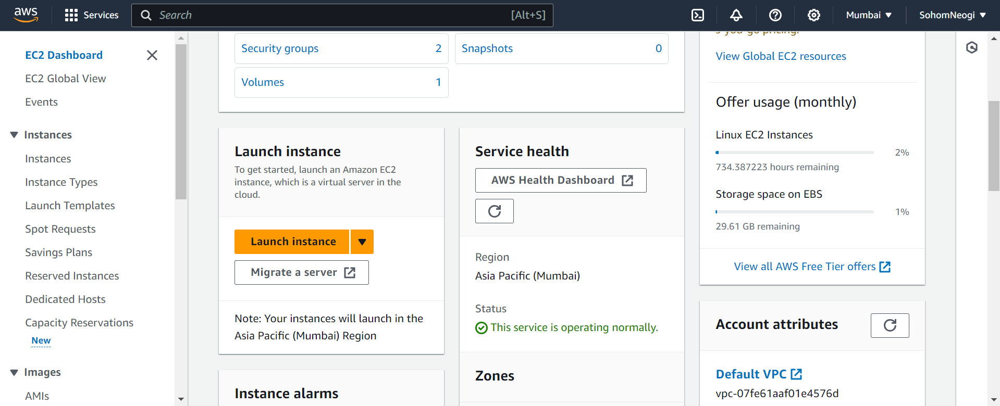 aws
Services
Search
[Alt+S]
Mumbai
SohomNeogi
EC2 Dashboard
EC2 Global View
Events
Instances
Instances
Instance Types
Launch Templates
Spot Requests
Savings Plans
Reserved Instances
Dedicated Hosts
Capacity Reservations
New
Images
AMIs
Security groups 2
Snapshots 0
Volumes 1
Launch instance
To get started, launch an Amazon EC2
instance, which is a virtual server in the
cloud.
Launch instance
Migrate a server
Note: Your instances will launch in the
Asia Pacific (Mumbai) Region
Instance alarms
Service health
AWS Health Dashboard
Region
Asia Pacific (Mumbai)
Status
This service is operating normally.
Zones
s-you-go pricing.
View Global EC2 resources
Offer usage (monthly)
Linux EC2 Instances
2%
734.387223 hours remaining
Storage space on EBS
1%
29.61 GB remaining
View all AWS Free Tier offers
Account attributes
Default VPC
vpc-07fe61aaf01e4576d